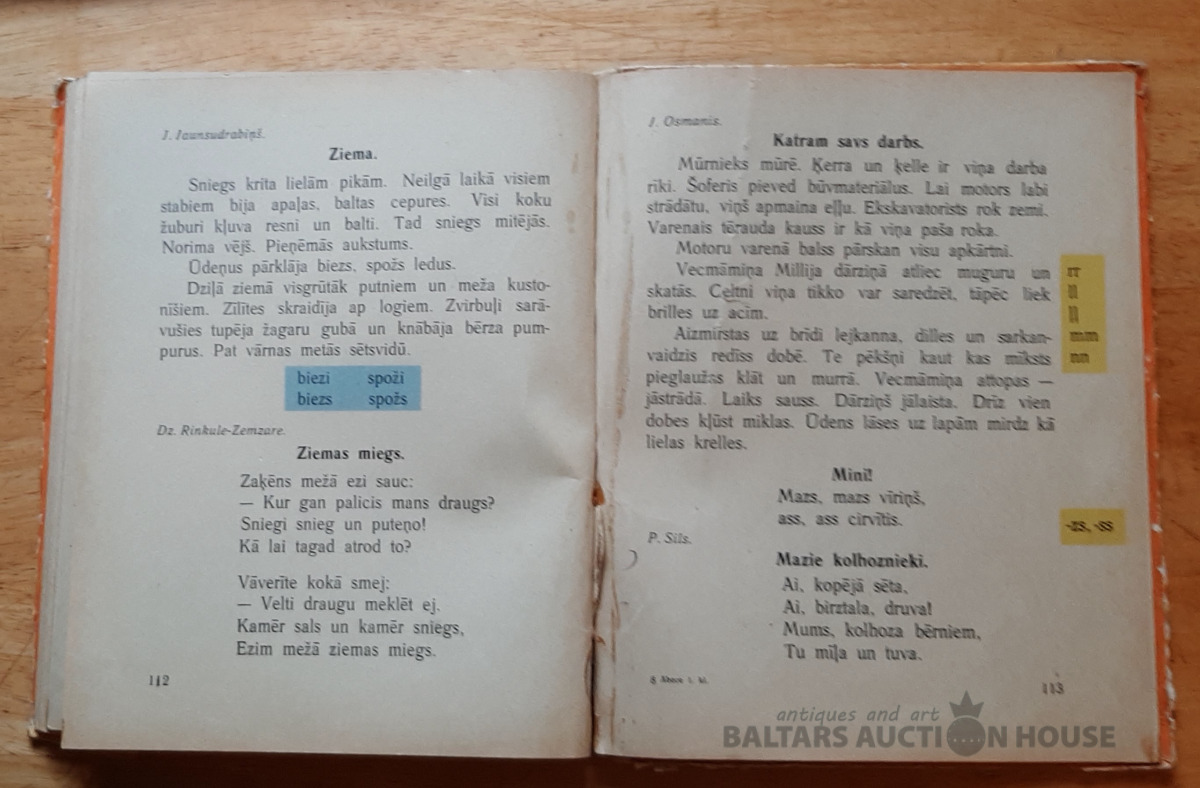 J. Jaunsudrabiņš.
Ziema.
Sniegs krita lielām pikām. Neilgā laikā visiem
stabiem bija apaļas, baltas cepures. Visi koku
žuburi kļuva resni un balti. Tad sniegs mitējās.
Norima vējš. Pieņēmās aukstums.
Ūdeņus pārklāja biezs, spožs ledus.
Dziļā ziemā visgrūtāk putniem un meža kusto-
nīšiem. Zīlītes skraidīja ap logiem. Zvirbuļi sarā-
vušies tupēja žagaru gubā un knābāja bērza pum-
purus. Pat vārnas metās sētsvidū.
biezi spoži
biezs spožs
Dz. Rinkule-Zemzare.
Ziemas miegs.
Zaķēns mežā ezi sauc:
— Kur gan palicis mans draugs?
Sniegi snieg un puteņo!
Kā lai tagad atrod to?
Vāverīte kokā smej:
— Velti draugu meklēt ej.
Kamēr sals un kamēr sniegs,
Ezim mežā ziemas miegs.
112
J. Osmanis.
Katram savs darbs.
Mūrnieks mūrē. Ķerra un ķelle ir viņa darba
rīki. Šoferis pieved būvmateriālus. Lai motors labi
strādātu, viņš apmaina eļļu. Ekskavatorists rok zemi.
Varenais tērauda kauss ir kā viņa paša roka.
Motoru varenā balss pārskan visu apkārtni.
Vecmāmiņa Millija dārziņā atliec muguru un
skatās. Celtni viņa tikko var saredzēt, tāpēc liek
brilles uz acīm.
Aizmirstas uz brīdi lejkanna, dilles un sarkan-
vaidzis redīss dobē. Te pēkšņi kaut kas mīksts
pieglaužas klāt un murrā. Vecmāmiņa attopas —
jāstrādā. Laiks sauss. Dārziņš jālaista. Drīz vien
dobes kļūst miklas. Ūdens lāses uz lapām mirdz kā
lielas krelles.
rr
ll
ļļ
mm
nn
Mini!
Mazs, mazs vīriņš,
ass, ass cirvītis.
-zs, -ss
P. Sils.
Mazie kolhoznieki.
Ai, kopējā sēta,
Ai, birztala, druva!
Mums, kolhoza bērniem,
Tu mīļa un tuva.
8 Ābece 1. kl.
113
antiques and art
BALTARS AUCTION HOUSE